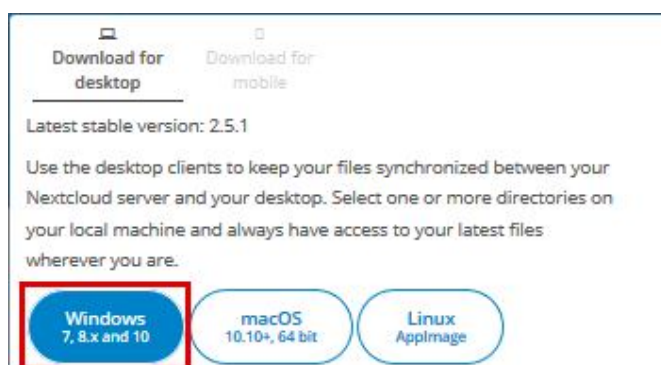 Download for
desktop
Download for
mobile
Latest stable version: 2.5.1
Use the desktop clients to keep your files synchronized between your
Nextcloud server and your desktop. Select one or more directories on
your local machine and always have access to your latest files
wherever you are.
Windows
7, 8.x and 10
macOS
10.10+, 64 bit
Linux
AppImage